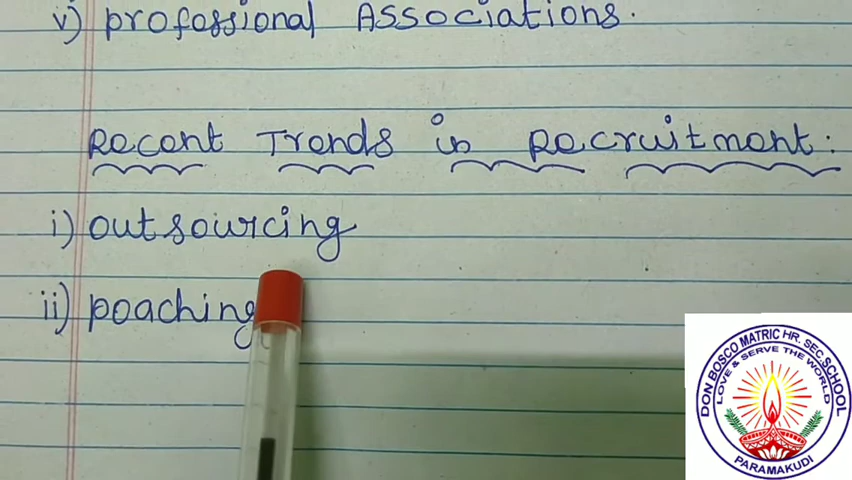 v) professional Associations.
Recent Trends in Recruitment:
i) outsourcing
ii) poaching
DON BOSCO MATRIC HR. SEC. SCHOOL
LOVE & SERVE THE WORLD
PARAMAKUDI